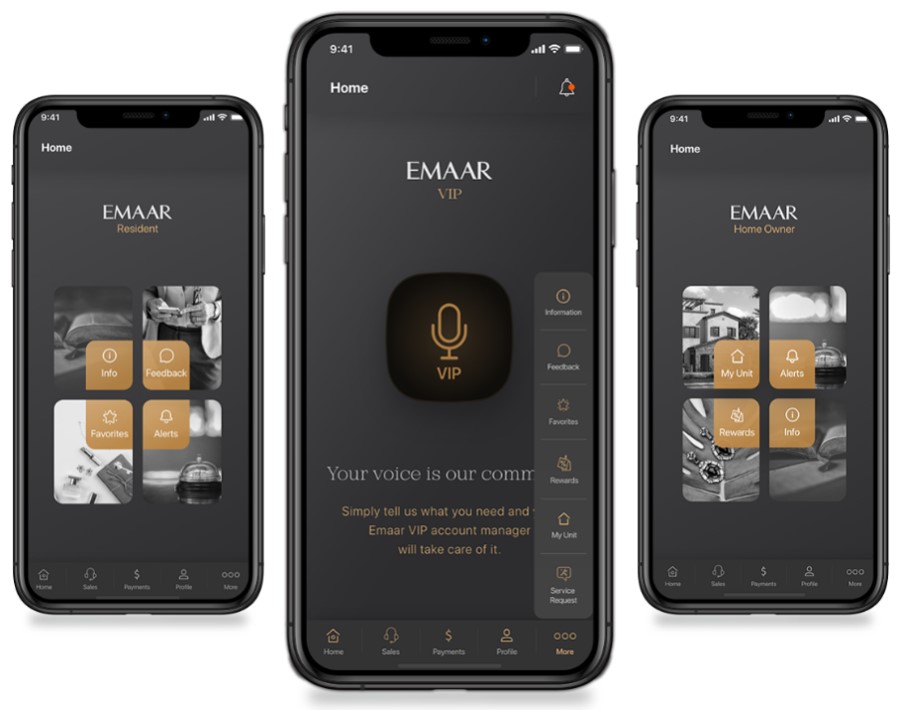 9:41
Home
EMAAR
Resident
Info
Feedback
Favorites
Alerts
Home
Sales
Payments
Profile
More
9:41
Home
EMAAR
VIP
VIP
Your voice is our comm
Simply tell us what you need and
Emaar VIP account manager
will take care of it.
Information
Feedback
Favorites
Rewards
My Unit
Service
Request
Home
Sales
$
Payments
Profile
More
9:41
Home
EMAAR
Home Owner
My Unit
Alerts
Rewards
Info
Home
Sales
Payments
Profile
More